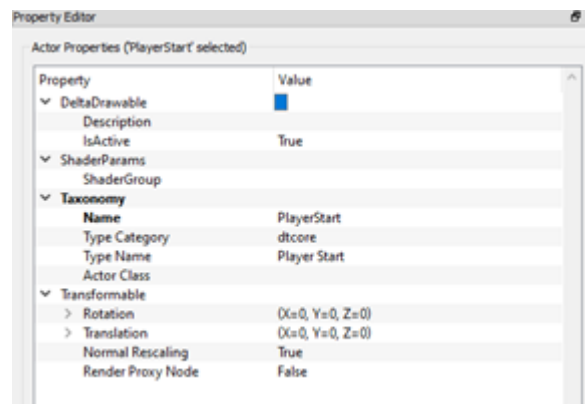 Property Editor
Actor Properties ('PlayerStart' selected)
Property Value
DeltaDrawable
Description
IsActive True
ShaderParams
ShaderGroup
Taxonomy
Name PlayerStart
Type Category dtcore
Type Name Player Start
Actor Class
Transformable
Rotation (X=0, Y=0, Z=0)
Translation (X=0, Y=0, Z=0)
Normal Rescaling True
Render Proxy Node False